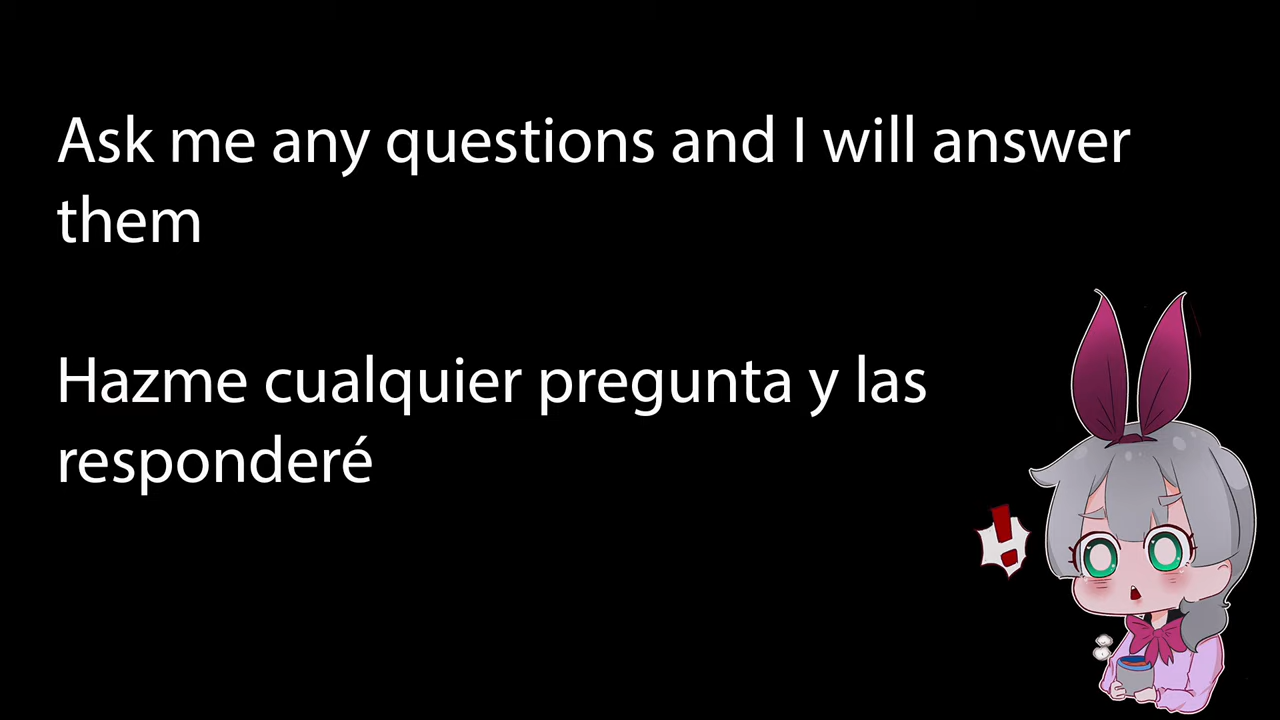 Ask me any questions and I will answer
them
Hazme cualquier pregunta y las
responderé